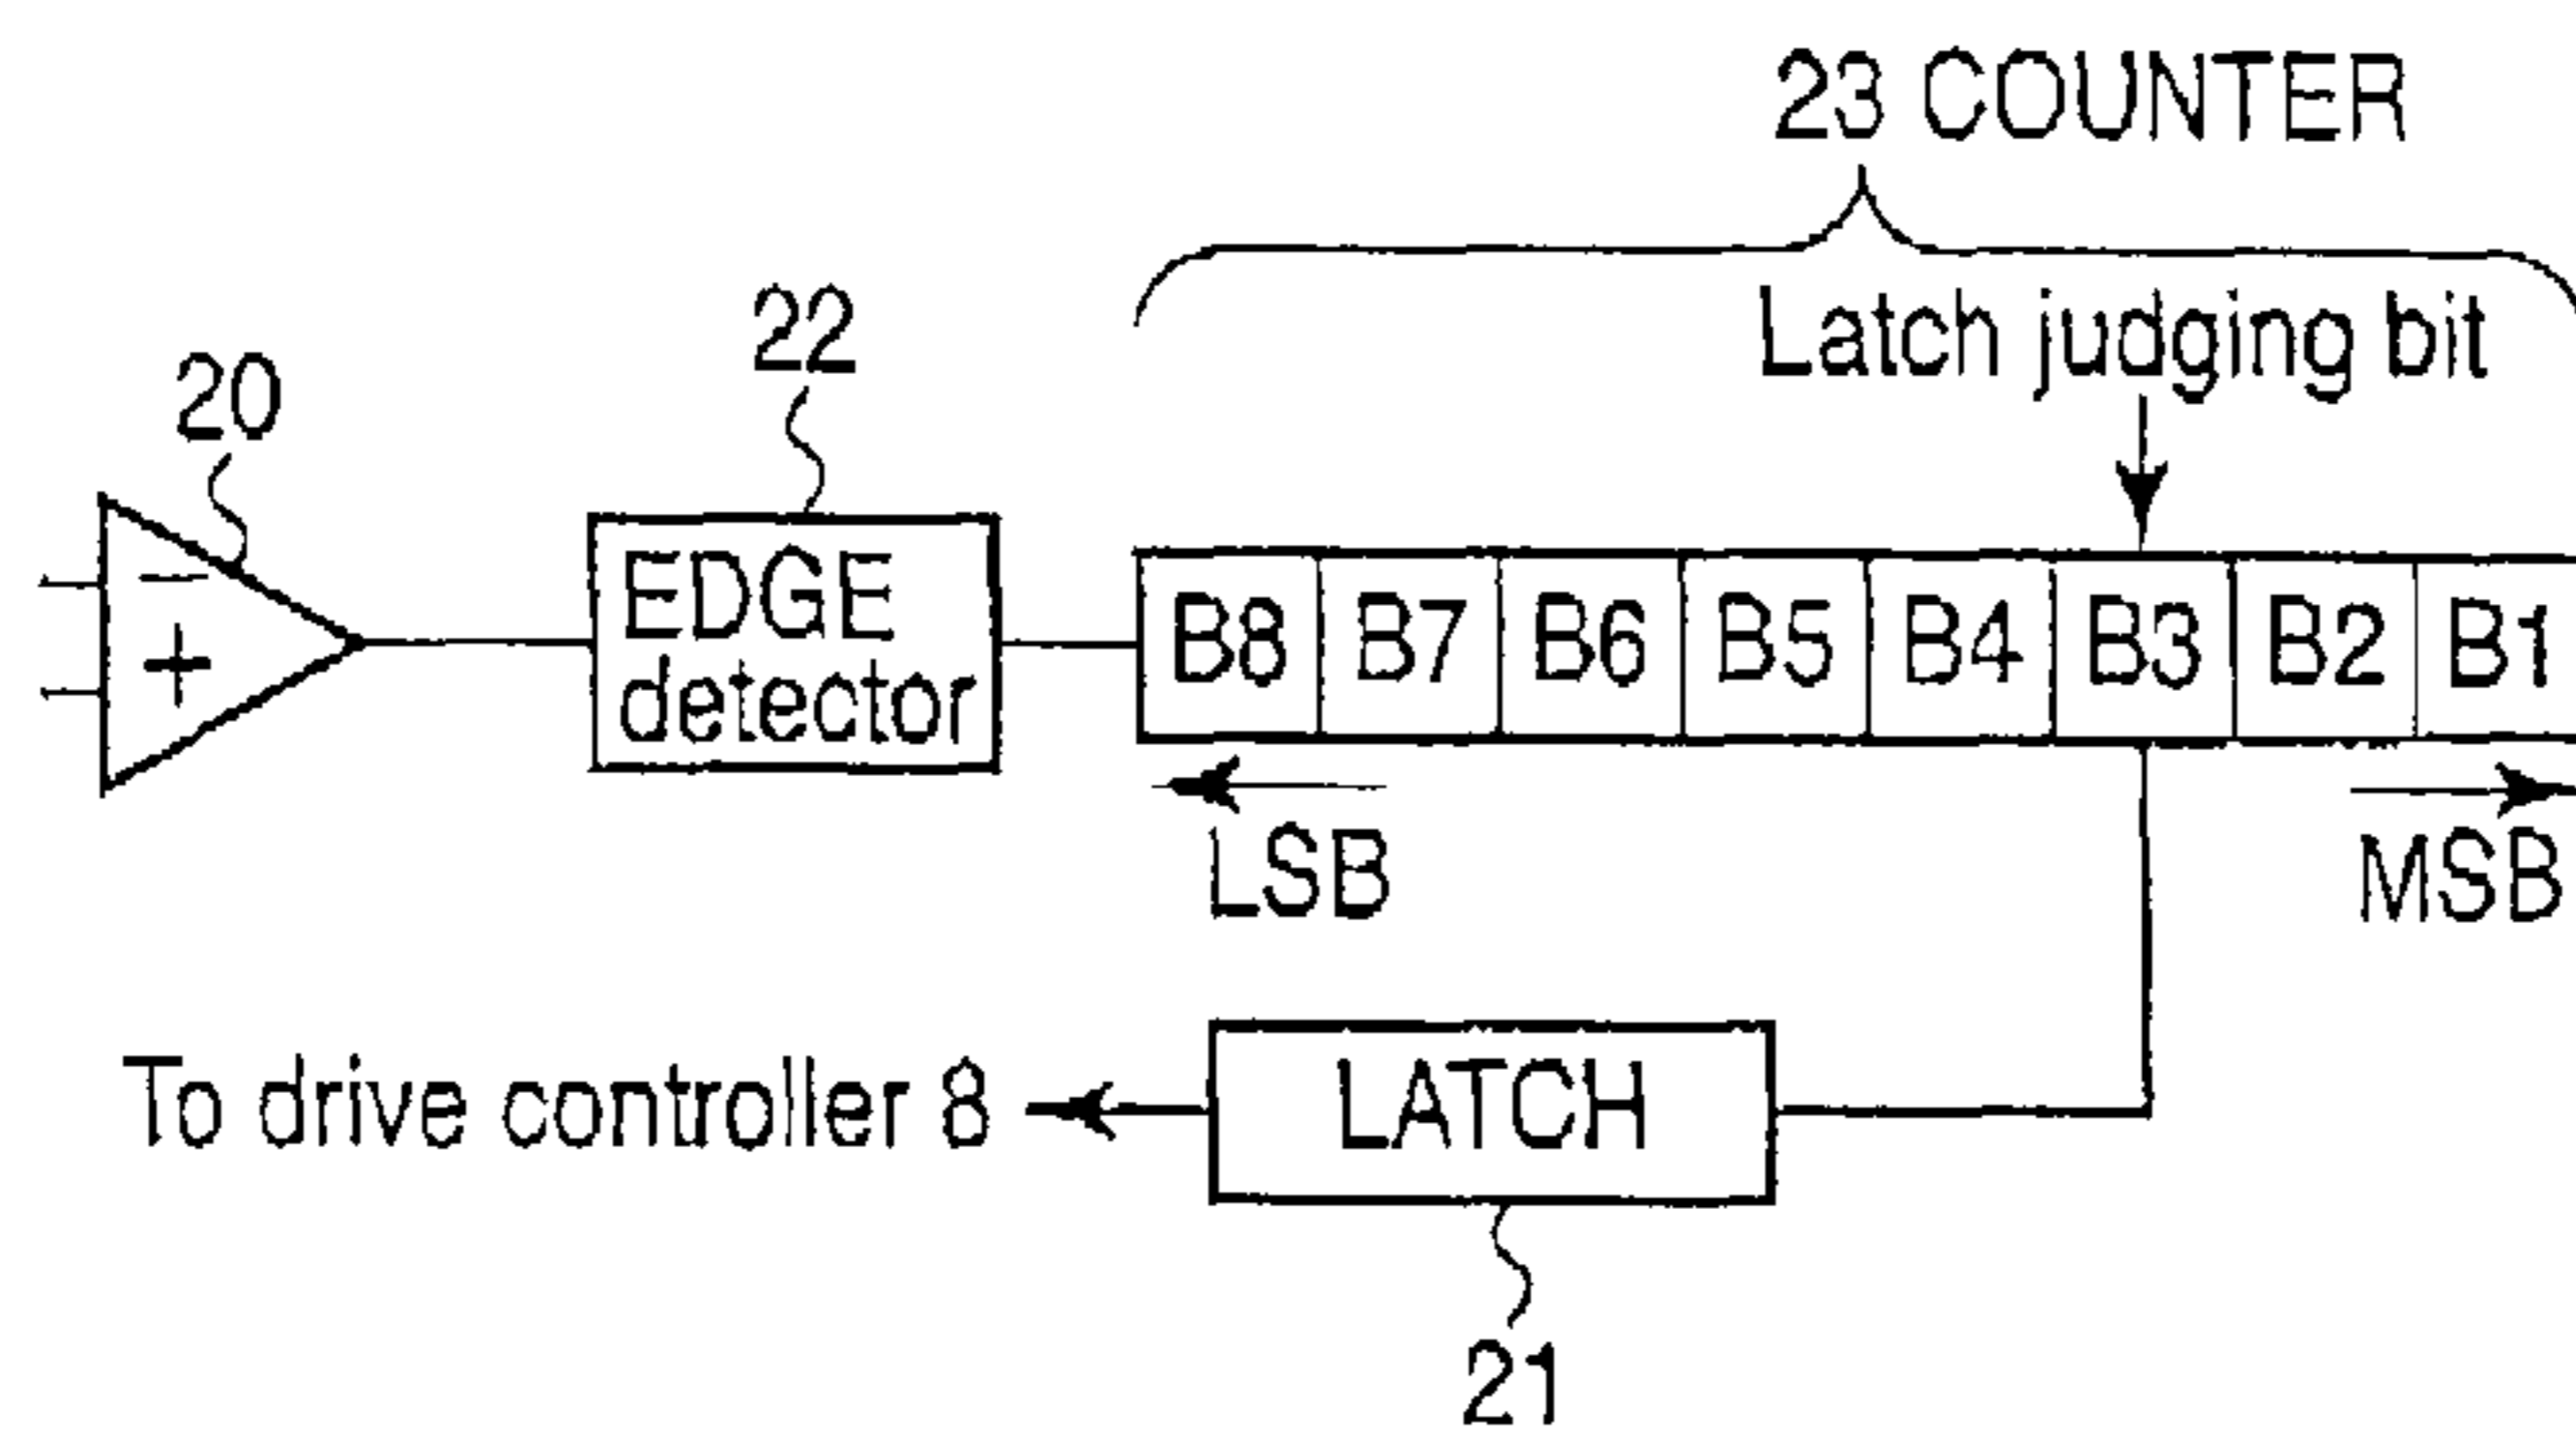 23 COUNTER
Latch judging bit
22
20
−
+
EDGE
detector
B8 B7 B6 B5 B4 B3 B2 B1
LSB
MSB
To drive controller 8
LATCH
21